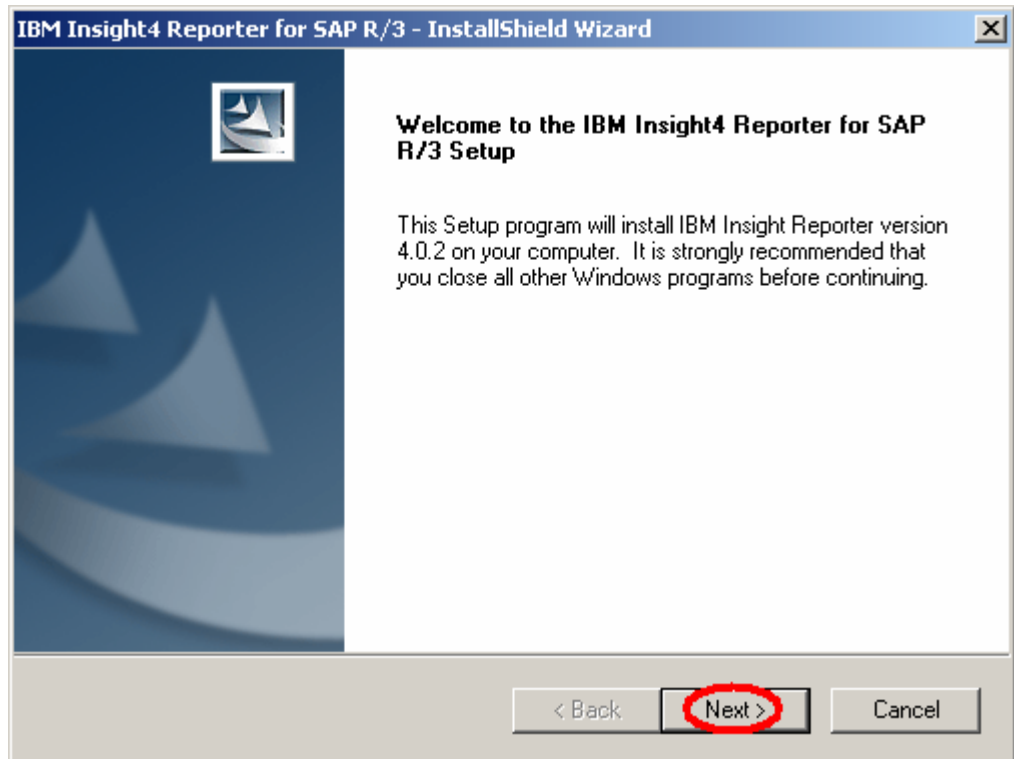 IBM Insight4 Reporter for SAP R/3 - InstallShield Wizard
Welcome to the IBM Insight4 Reporter for SAP
R/3 Setup
This Setup program will install IBM Insight Reporter version
4.0.2 on your computer.  It is strongly recommended that
you close all other Windows programs before continuing.
< Back
Next >
Cancel